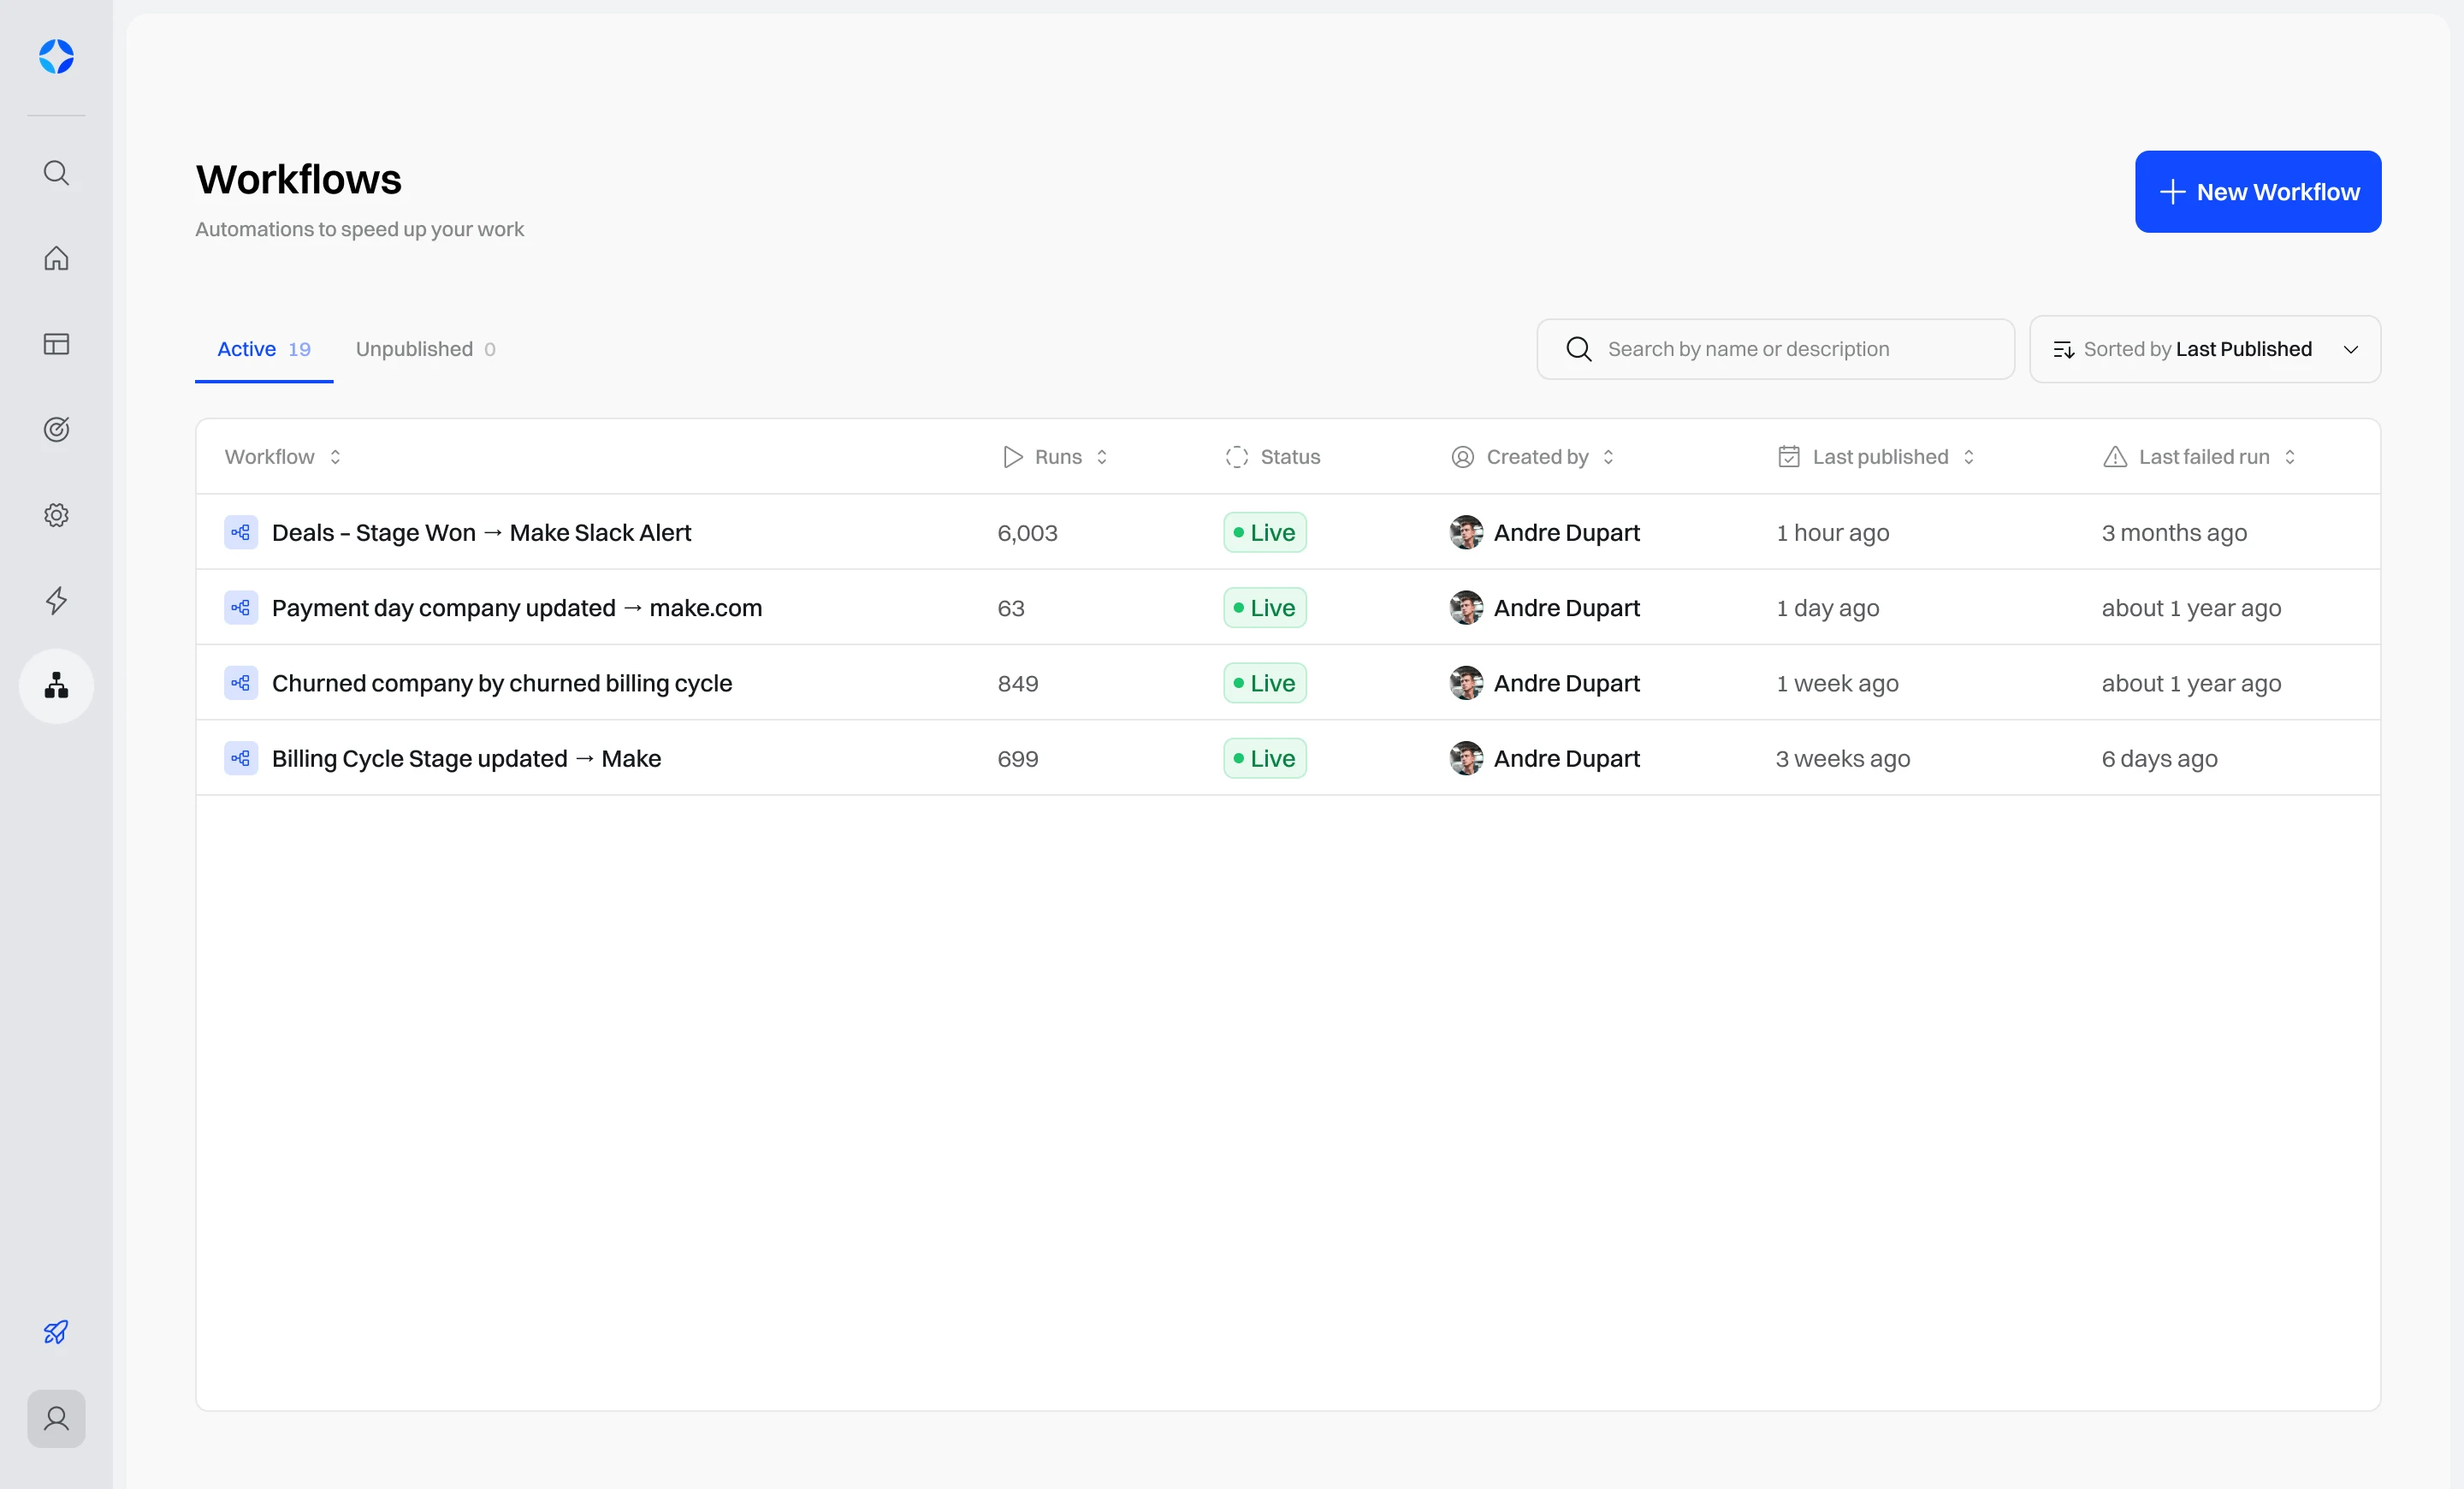 Workflows
Automations to speed up your work
New Workflow
Active 19 Unpublished 0
Search by name or description
Sorted by Last Published
Workflow Runs Status Created by Last published Last failed run
Deals – Stage Won → Make Slack Alert 6,003 Live Andre Dupart 1 hour ago 3 months ago
Payment day company updated → make.com 63 Live Andre Dupart 1 day ago about 1 year ago
Churned company by churned billing cycle 849 Live Andre Dupart 1 week ago about 1 year ago
Billing Cycle Stage updated → Make 699 Live Andre Dupart 3 weeks ago 6 days ago